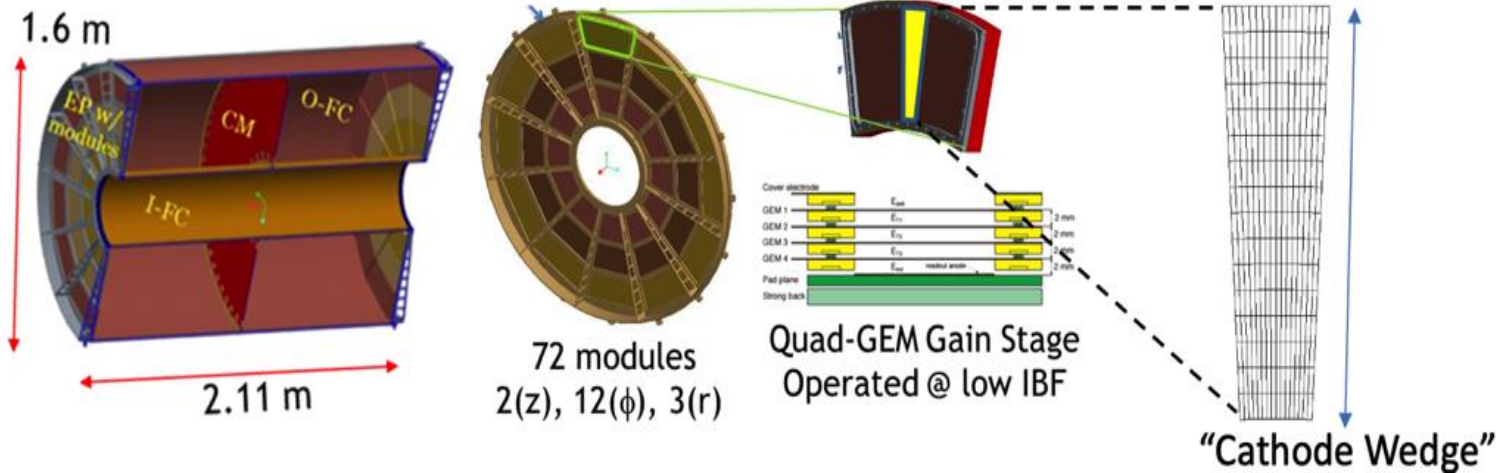 1.6 m
EP w/
modules
CM
O-FC
I-FC
2.11 m
72 modules
2(z), 12(ϕ), 3(r)
Cover electrode
GEM 1
2 mm
GEM 2
2 mm
GEM 3
2 mm
GEM 4
2 mm
readout anode
Pad plane
Strong back
Quad-GEM Gain Stage
Operated @ low IBF
“Cathode Wedge”